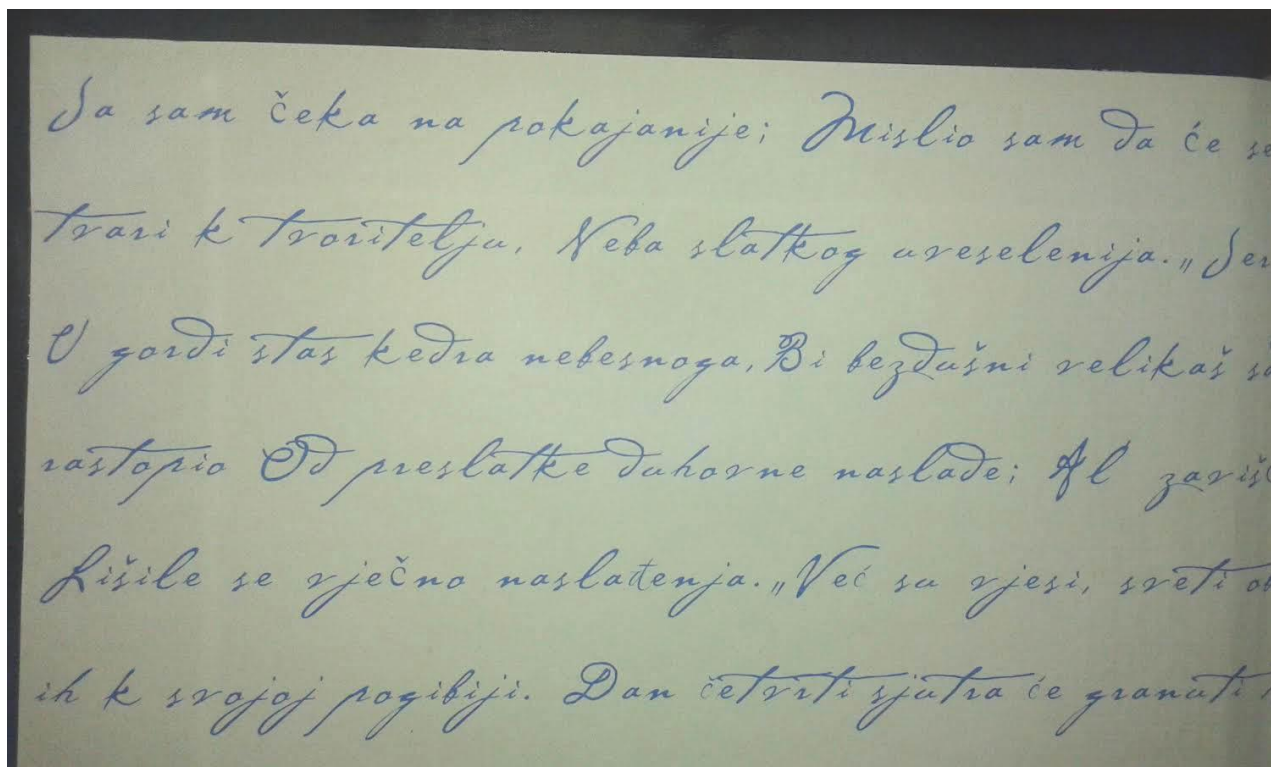 Ja sam čeka na pokajanije; Mislio sam da će se
tvari k tvoritelju, Neba slatkog uveselenija. „Jer
U gordi stas kedra nebesnoga, Bi bezdušni velikaš
rastopio Od preslatke duhovne naslade; Al
Lišile se vječno naslađenja. „Već su vjesi, sveti
ih k svojoj pogibiji. Dan četvrti sjutra će granuti